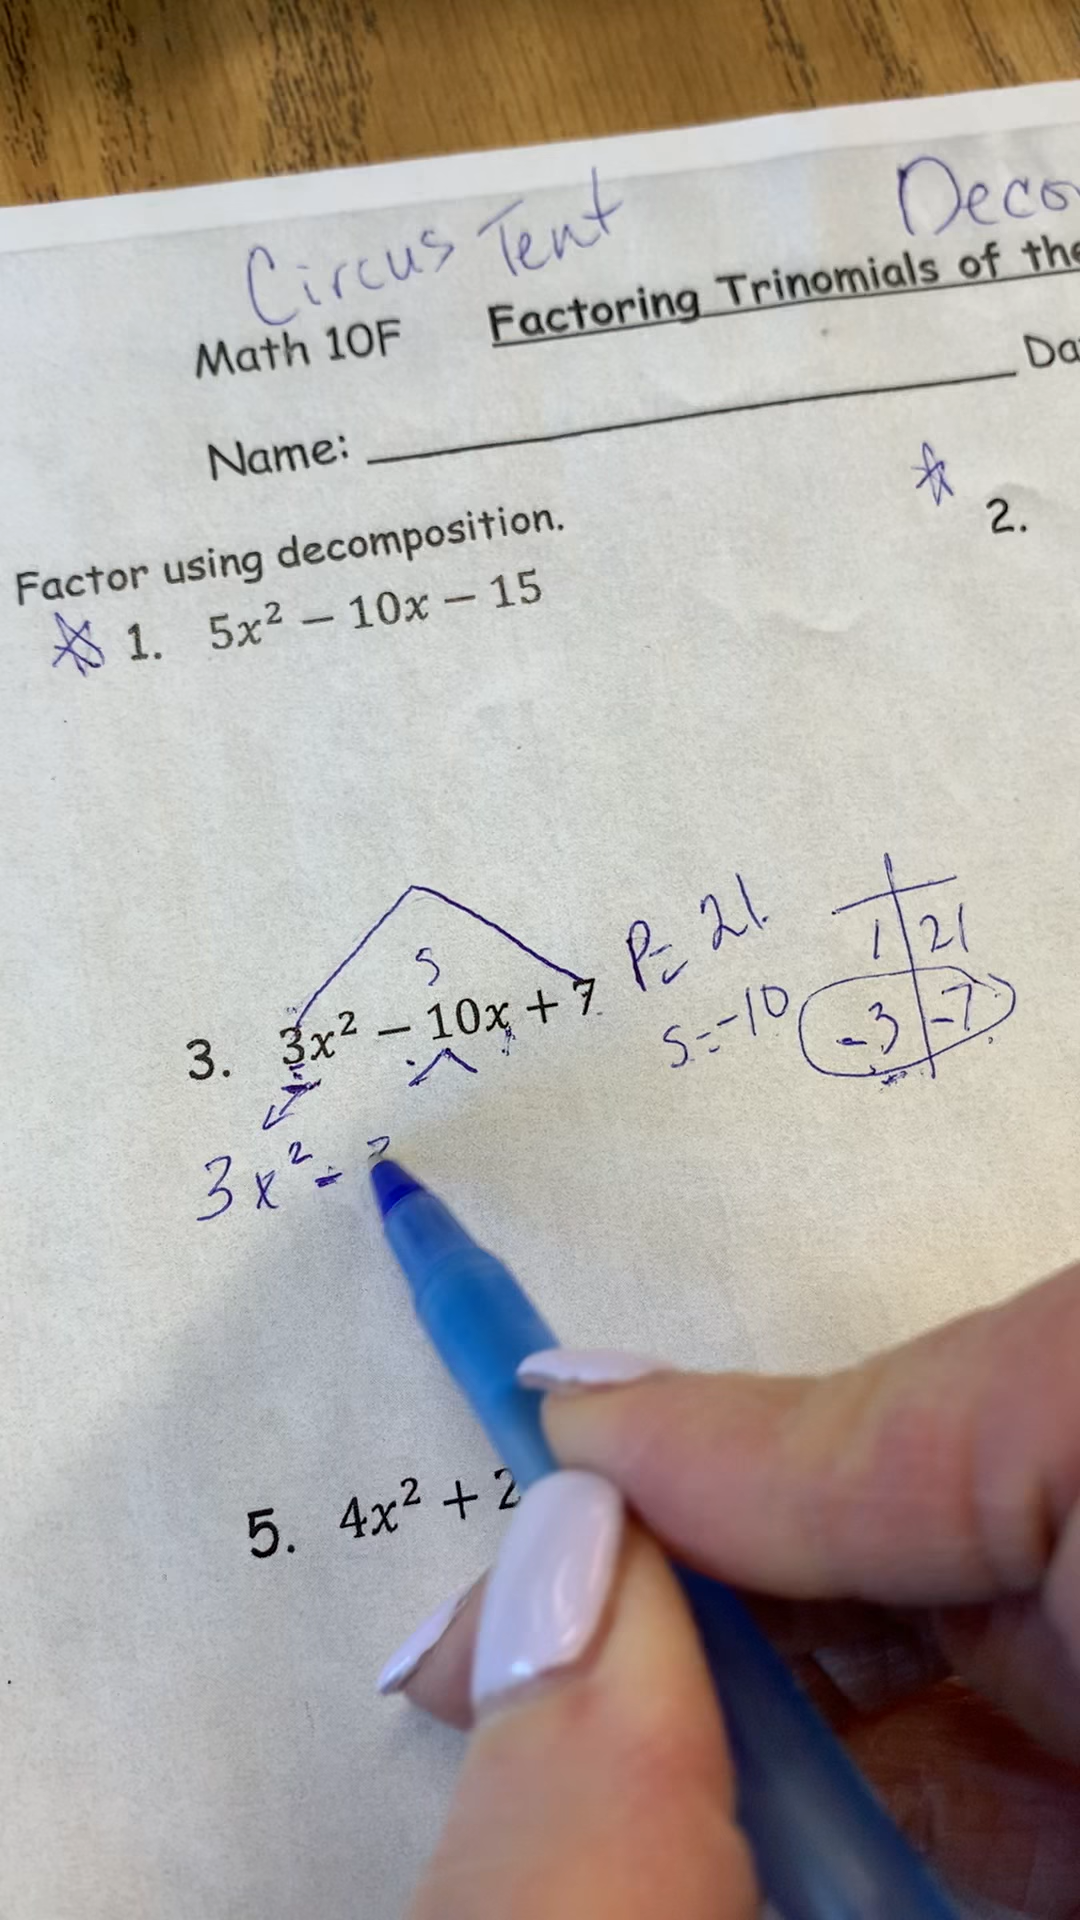 Circus Tent Deco
Math 10F Factoring Trinomials of the
Name: Da
Factor using decomposition.
1. 5x² − 10x − 15
2.
P= 21
1 21
S
3. 3x² − 10x + 7
S=-10
-3 -7
3x² -
5. 4x² + 2